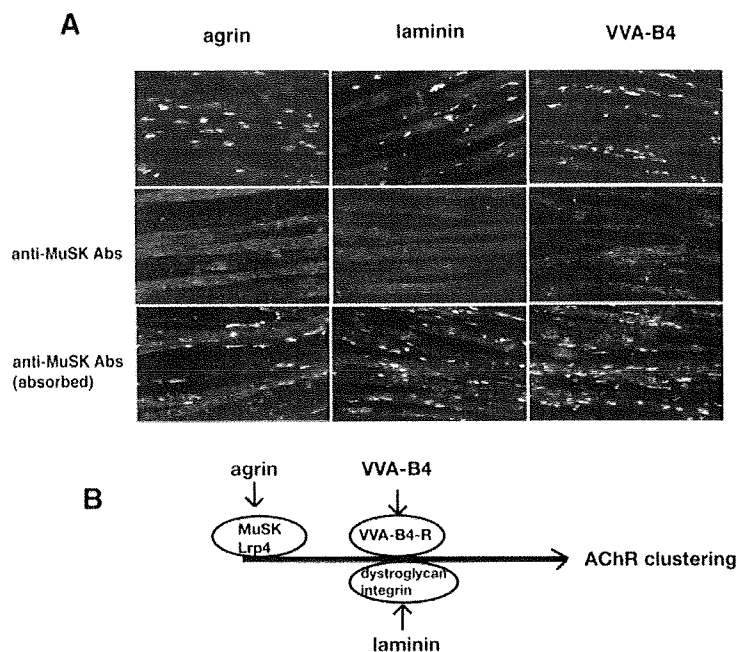 A
agrin
laminin
VVA-B4
anti-MuSK Abs
anti-MuSK Abs
(absorbed)
B
agrin
VVA-B4
MuSK
Lrp4
VVA-B4-R
AChR clustering
dystroglycan
integrin
laminin